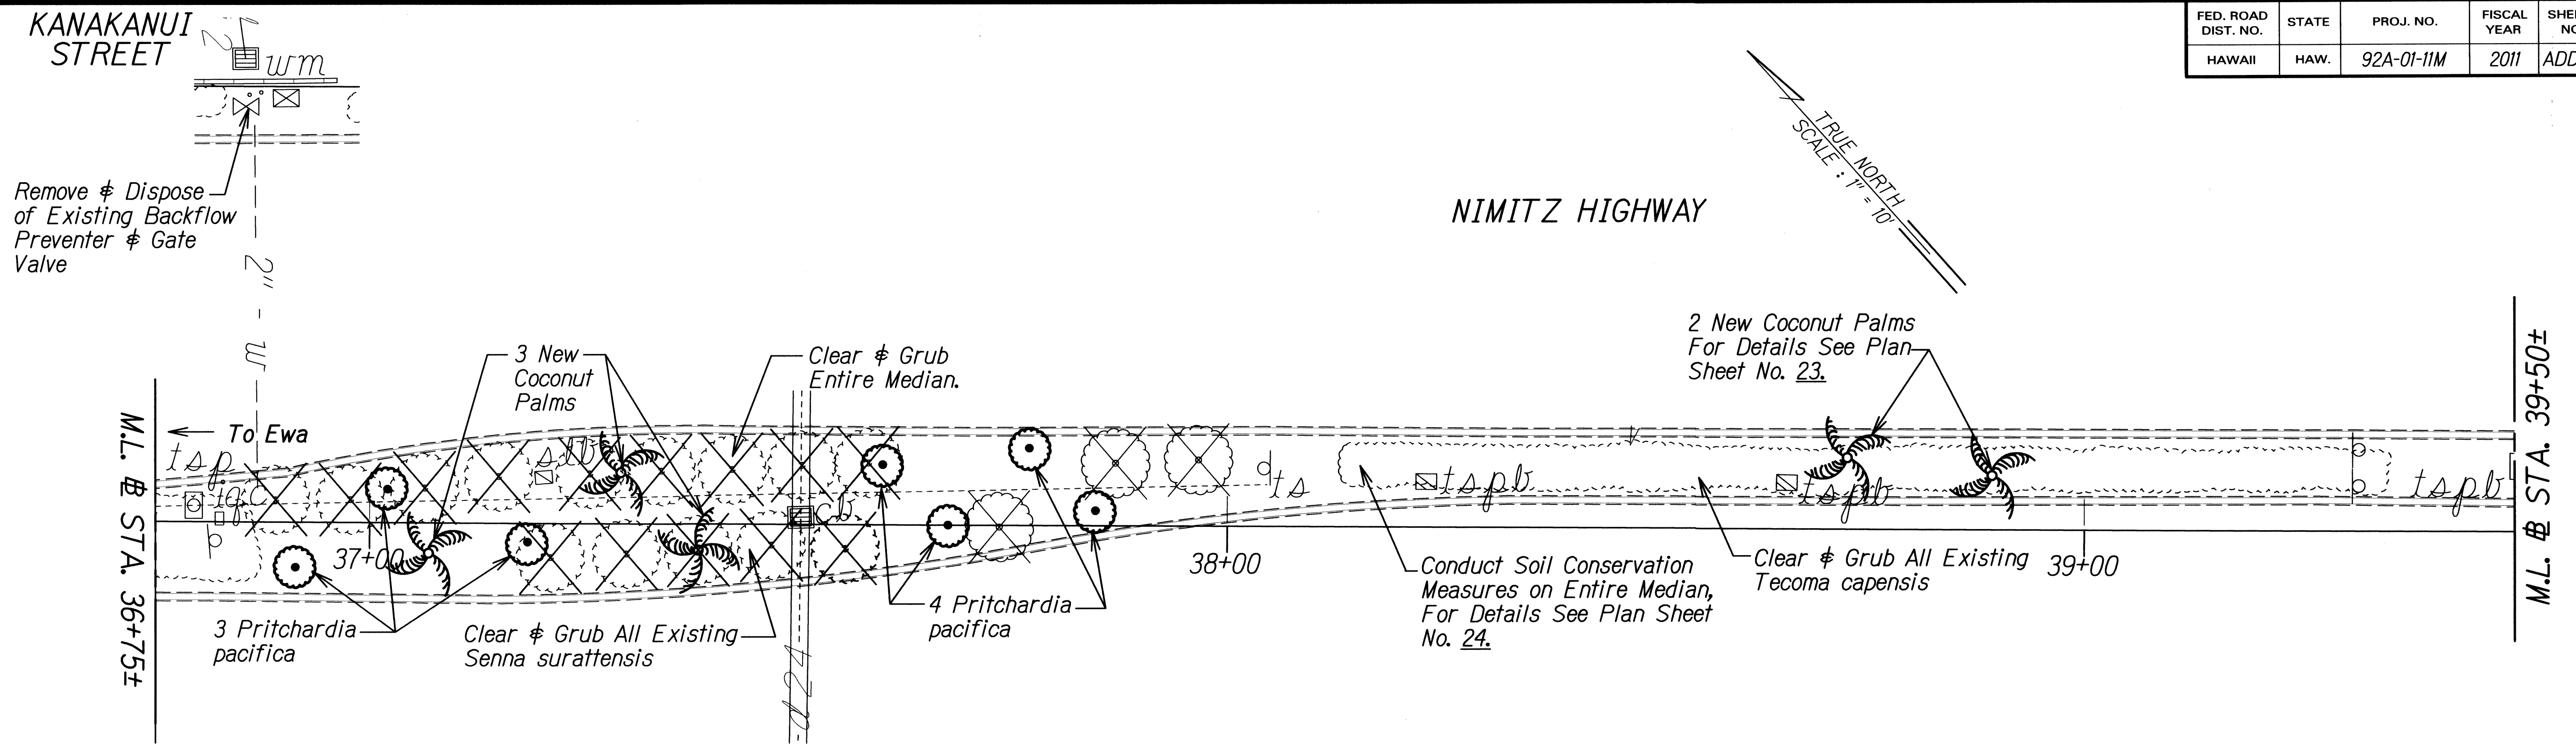 KANAKANUI
STREET
2
wm
FED. ROAD
DIST. NO.
STATE
PROJ. NO.
FISCAL
YEAR
HAWAII
HAW.
92A-01-11M
2011
Remove & Dispose
of Existing Backflow
Preventer & Gate
Valve
2" - w
TRUE NORTH
SCALE : 1" = 10'
NIMITZ HIGHWAY
3 New
Coconut
Palms
Clear & Grub
Entire Median.
2 New Coconut Palms
For Details See Plan
Sheet No. 23.
M.L. ⅊ STA. 36+75±
To Ewa
tsp
slb
cb
ts
tspb
tspb
tspb
M.L. ⅊ STA. 39+50±
37+00
38+00
39+00
3 Pritchardia
pacifica
Clear & Grub All Existing
Senna surattensis
4 Pritchardia
pacifica
Conduct Soil Conservation
Measures on Entire Median,
For Details See Plan Sheet
No. 24.
Clear & Grub All Existing
Tecoma capensis